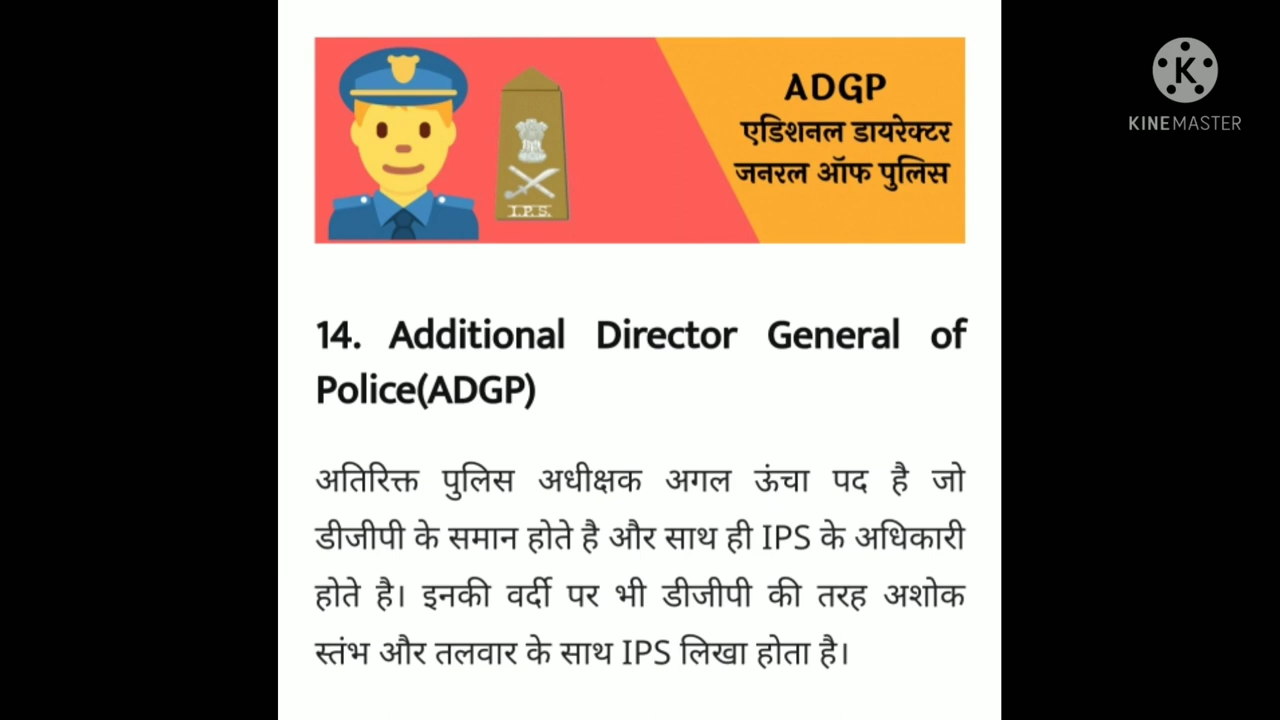 ADGP
एडिशनल डायरेक्टर
जनरल ऑफ पुलिस
I.P.S.
KINEMASTER
14. Additional Director General of
Police(ADGP)
अतिरिक्त पुलिस अधीक्षक अगल ऊंचा पद है जो
डीजीपी के समान होते है और साथ ही IPS के अधिकारी
होते है। इनकी वर्दी पर भी डीजीपी की तरह अशोक
स्तंभ और तलवार के साथ IPS लिखा होता है।